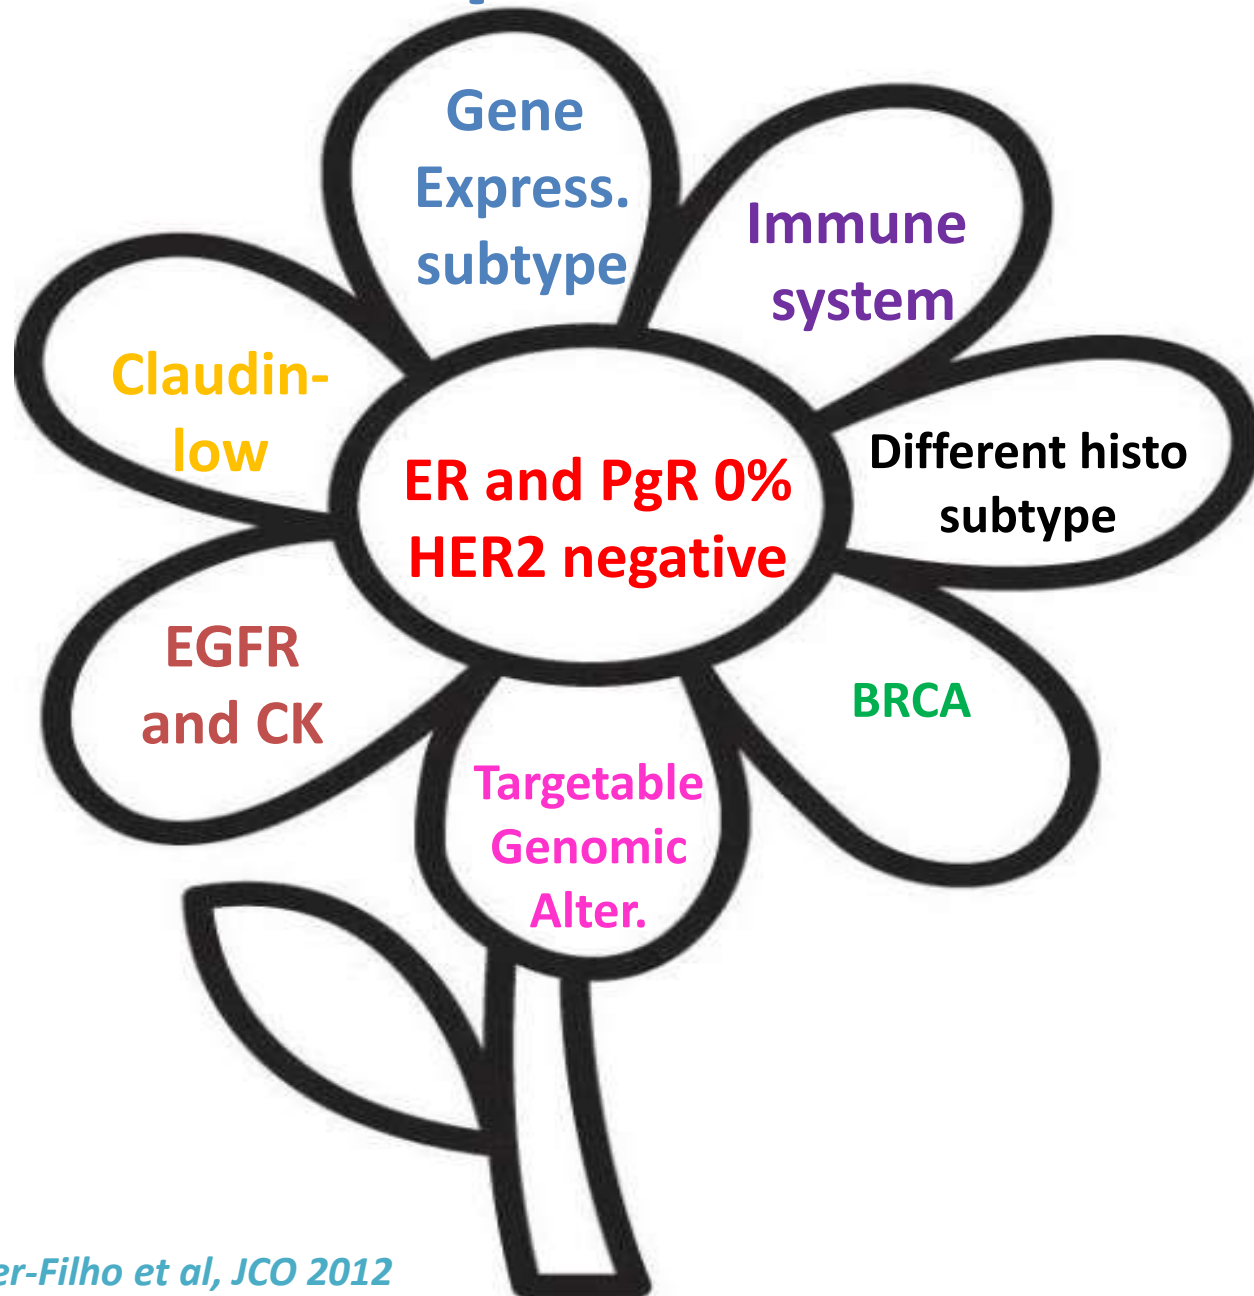 Gene
Express.
subtype
Immune
system
Claudin-
low
Different histo
subtype
ER and PgR 0%
HER2 negative
EGFR
and CK
BRCA
Targetable
Genomic
Alter.
er-Filho et al, JCO 2012